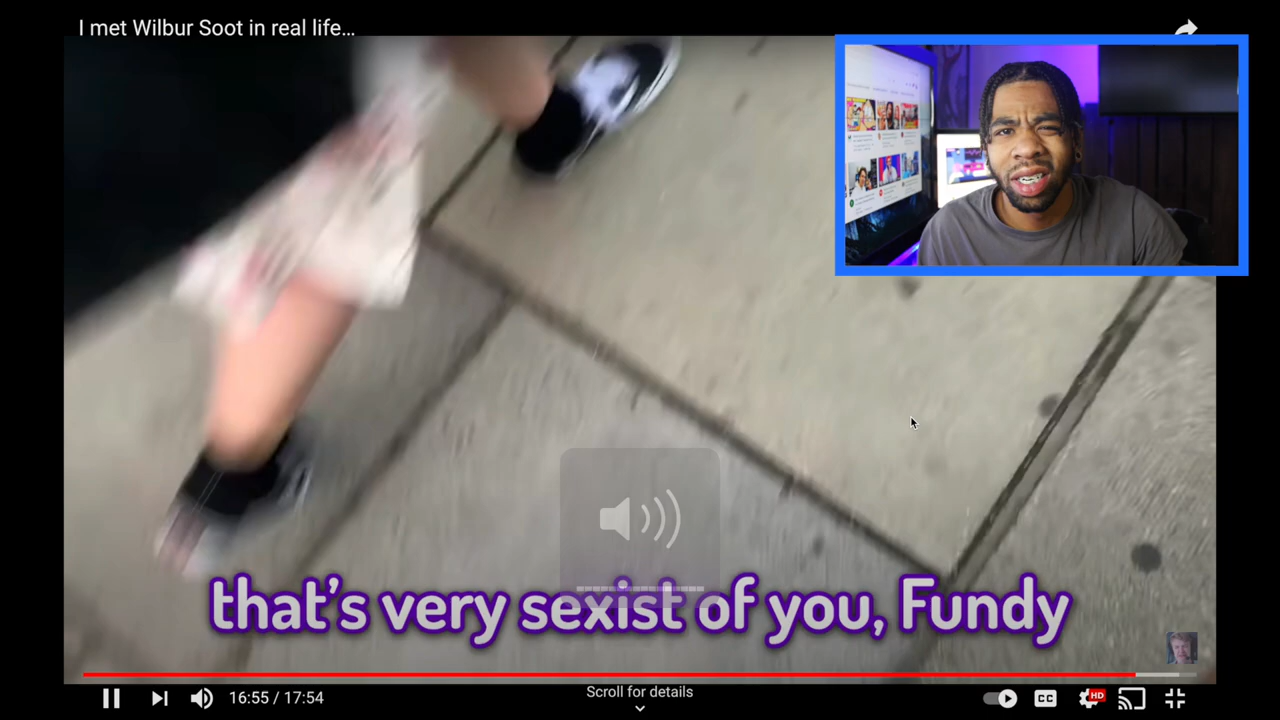 I met Wilbur Soot in real life...
that's very sexist of you, Fundy
Scroll for details
16:55 / 17:54
CC
HD